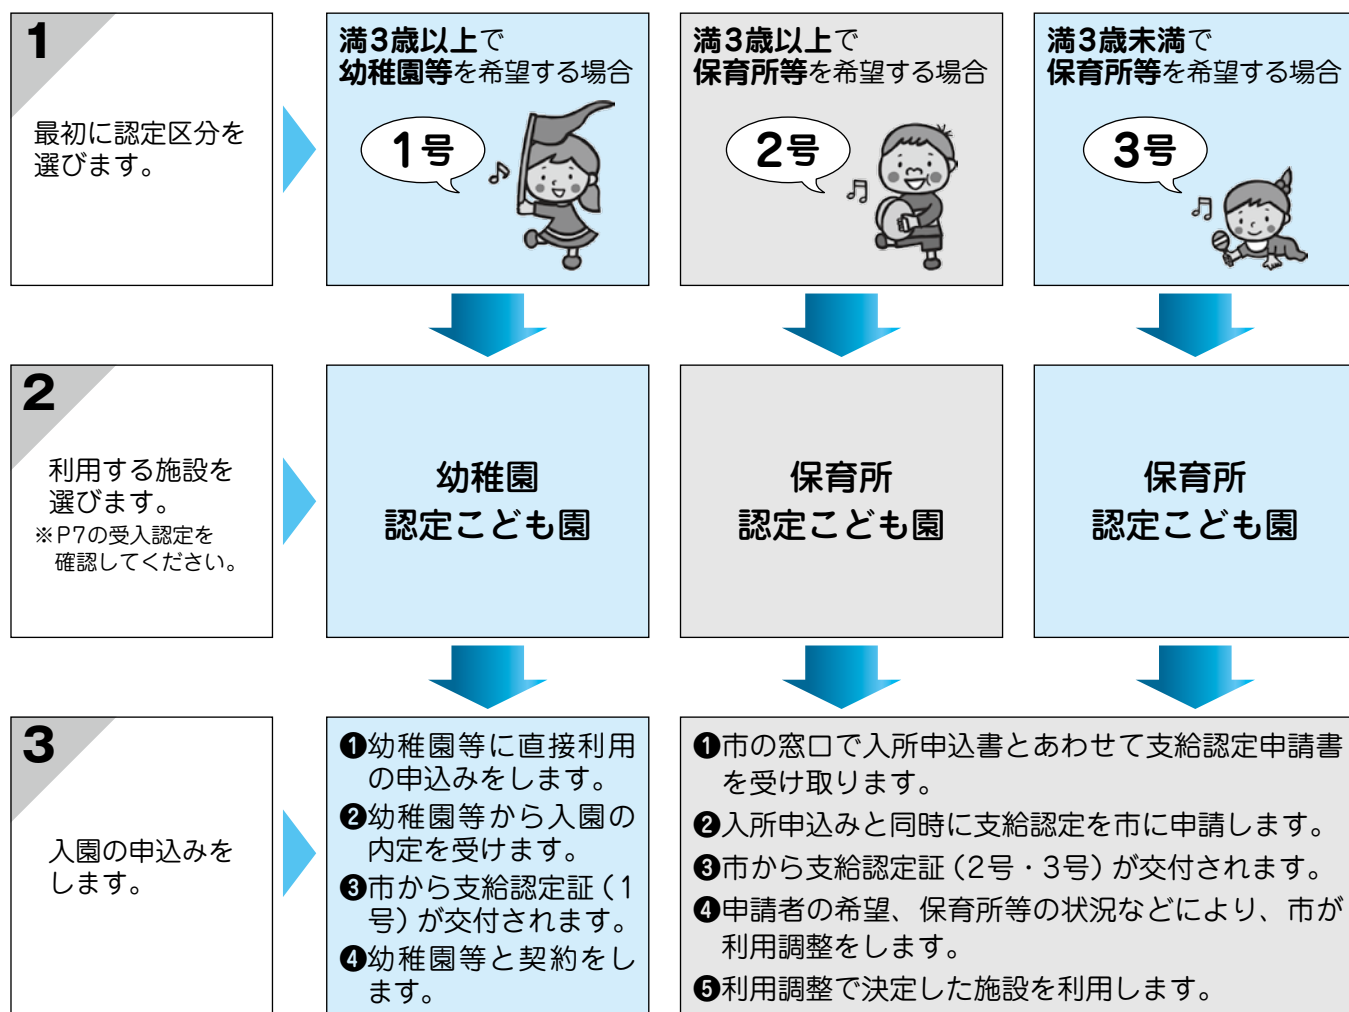 1
最初に認定区分を
選びます。
満3歳以上で
幼稚園等を希望する場合
1号
満3歳以上で
保育所等を希望する場合
2号
満3歳未満で
保育所等を希望する場合
3号
2
利用する施設を
選びます。
※P7の受入認定を
確認してください。
幼稚園
認定こども園
保育所
認定こども園
保育所
認定こども園
3
入園の申込みを
します。
❶幼稚園等に直接利用
の申込みをします。
❷幼稚園等から入園の
内定を受けます。
❸市から支給認定証（1
号）が交付されます。
❹幼稚園等と契約をし
ます。
❶市の窓口で入所申込書とあわせて支給認定申請書
を受け取ります。
❷入所申込みと同時に支給認定を市に申請します。
❸市から支給認定証（2号・3号）が交付されます。
❹申請者の希望、保育所等の状況などにより、市が
利用調整をします。
❺利用調整で決定した施設を利用します。